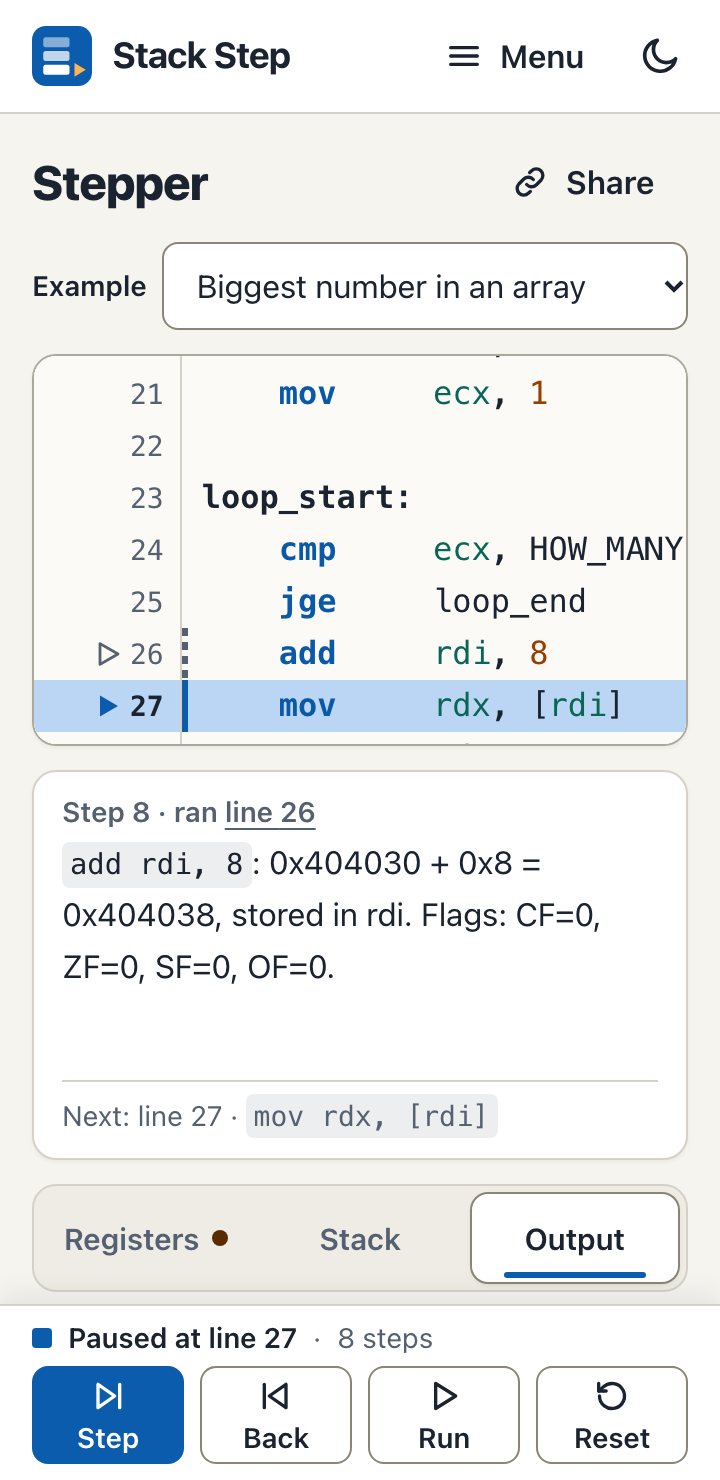 Stack Step
Menu
Stepper
Share
Example
Biggest number in an array
21 mov ecx, 1
22
23 loop_start:
24 cmp ecx, HOW_MANY
25 jge loop_end
26 add rdi, 8
27 mov rdx, [rdi]
Step 8 · ran line 26
add rdi, 8: 0x404030 + 0x8 =
0x404038, stored in rdi. Flags: CF=0,
ZF=0, SF=0, OF=0.
Next: line 27 · mov rdx, [rdi]
Registers
Stack
Output
Paused at line 27 · 8 steps
Step
Back
Run
Reset